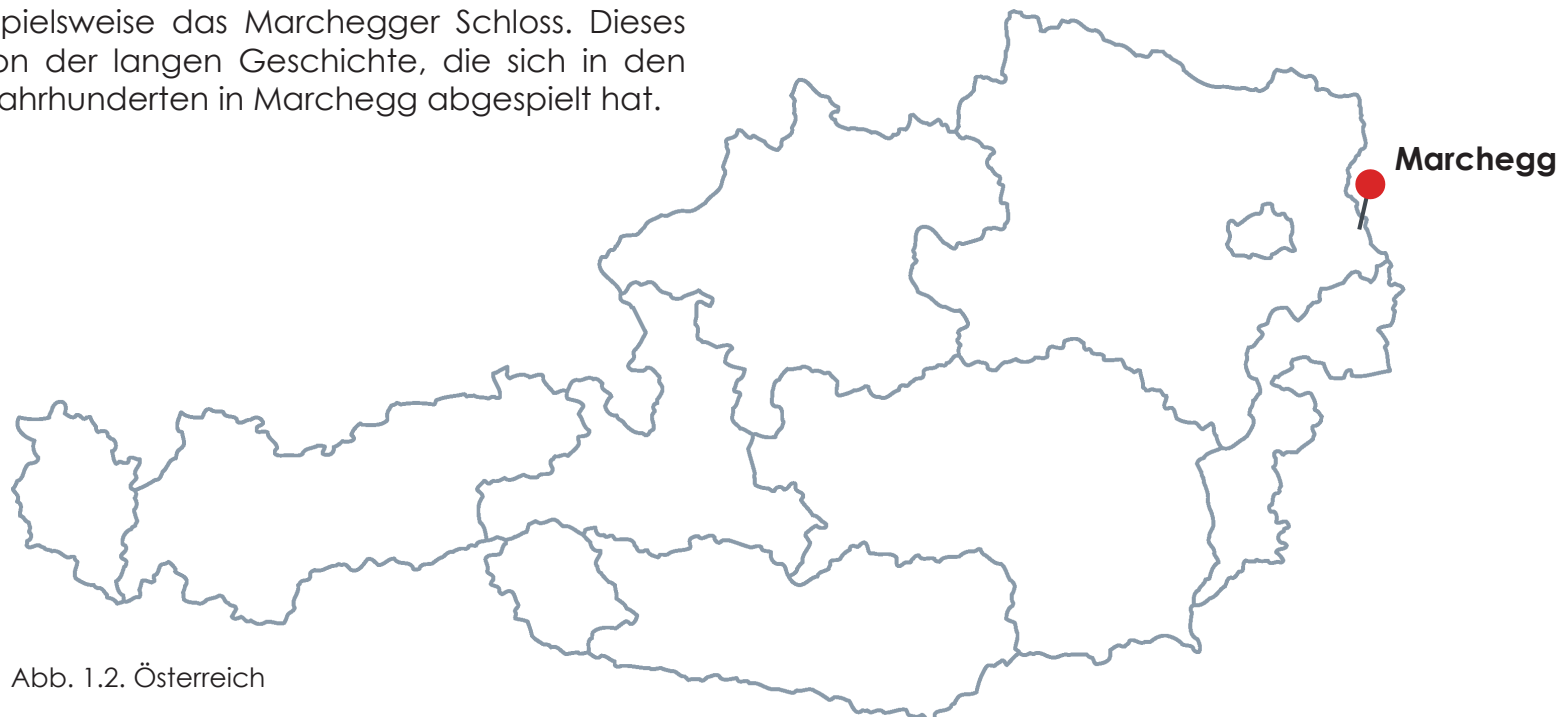 spielsweise das Marchegger Schloss. Dieses
on der langen Geschichte, die sich in den
ahrhunderten in Marchegg abgespielt hat.
Marchegg
Abb. 1.2. Österreich